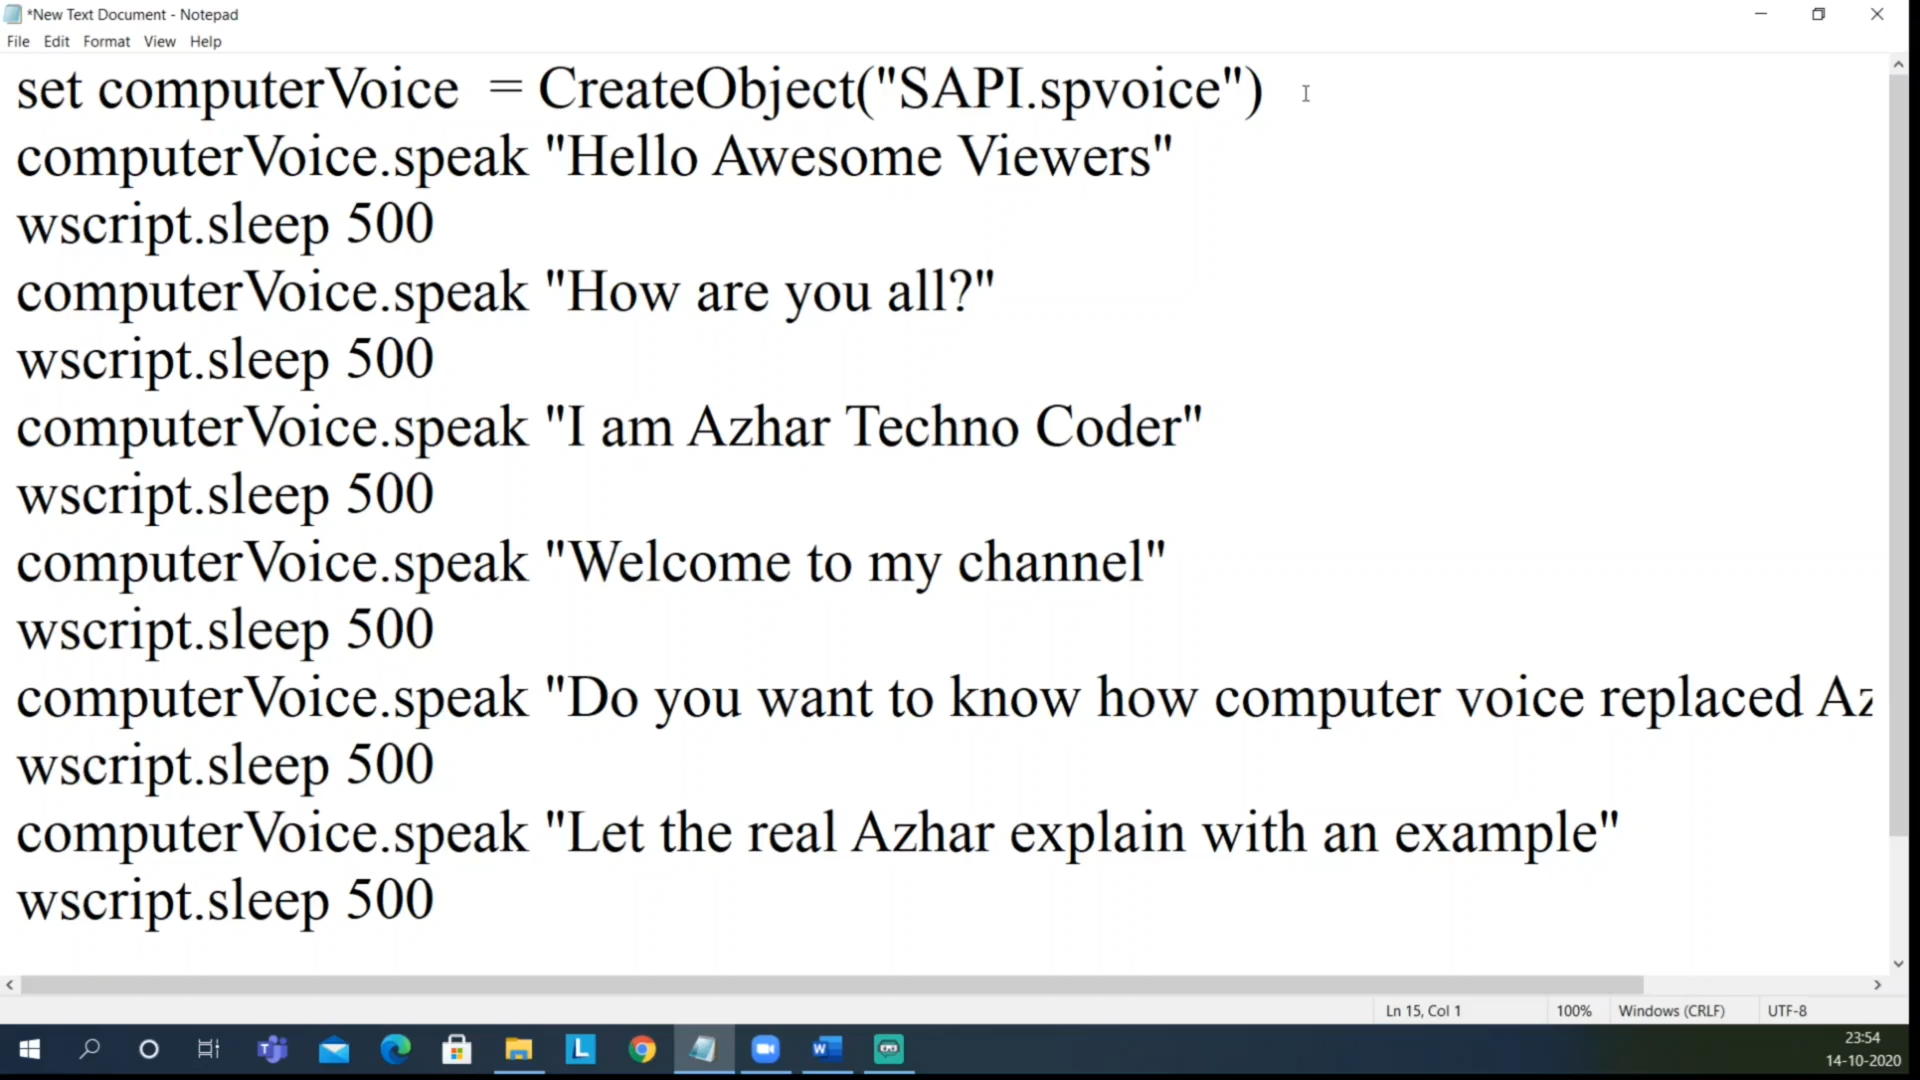 *New Text Document - Notepad
File Edit Format View Help
set computerVoice  = CreateObject("SAPI.spvoice")
computerVoice.speak "Hello Awesome Viewers"
wscript.sleep 500
computerVoice.speak "How are you all?"
wscript.sleep 500
computerVoice.speak "I am Azhar Techno Coder"
wscript.sleep 500
computerVoice.speak "Welcome to my channel"
wscript.sleep 500
computerVoice.speak "Do you want to know how computer voice replaced Az
wscript.sleep 500
computerVoice.speak "Let the real Azhar explain with an example"
wscript.sleep 500
Ln 15, Col 1 100% Windows (CRLF) UTF-8
23:54
14-10-2020